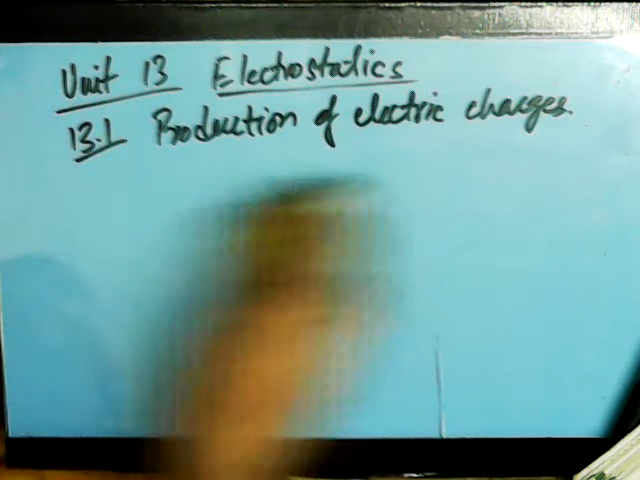 Unit 13 Electrostatics
13.1 Production of electric charges.